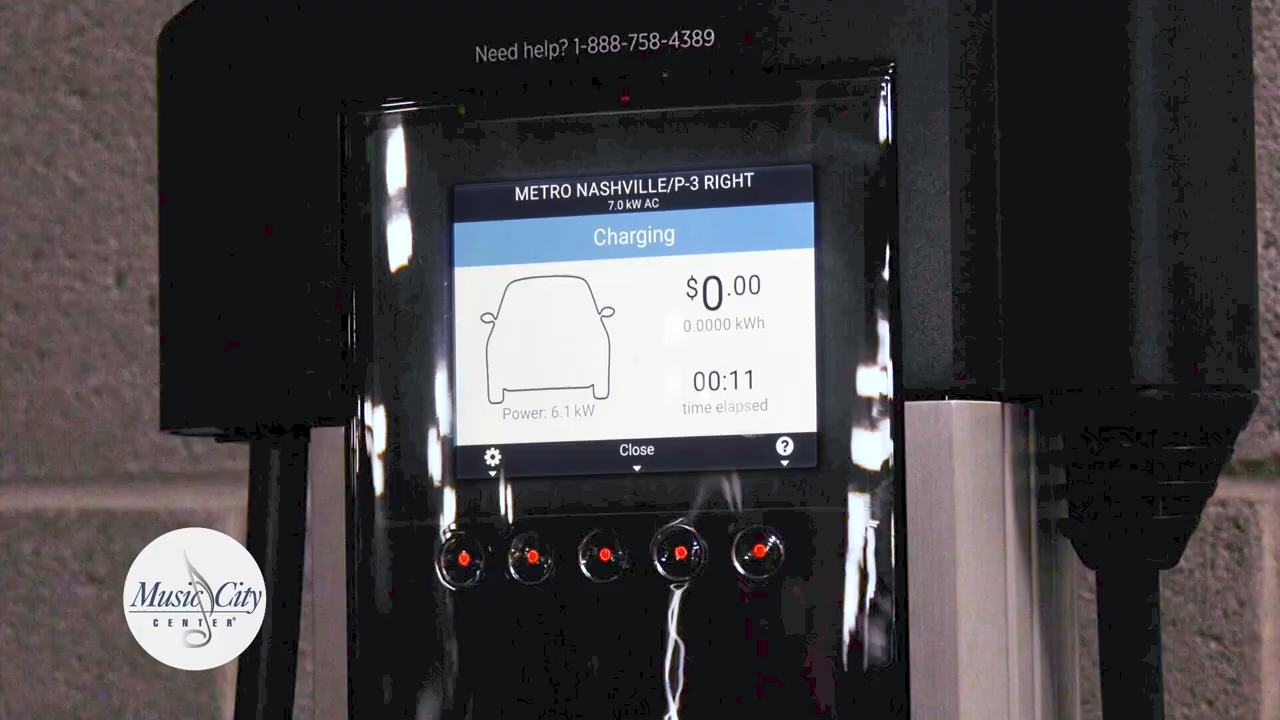 Need help? 1-888-758-4389
METRO NASHVILLE/P-3 RIGHT
7.0 kW AC
Charging
$0.00
0.0000 kWh
00:11
time elapsed
Power: 6.1 kW
Close
?
Music City
CENTER®